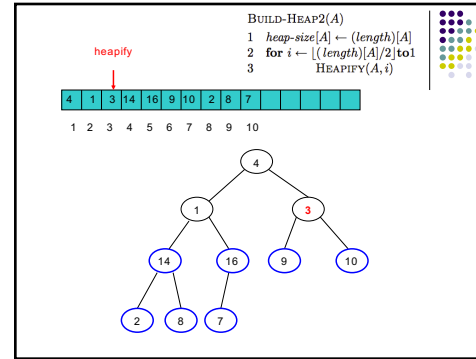 BUILD-HEAP2(A)
1 heap-size[A] ← (length)[A]
2 for i ← ⌊(length)[A]/2⌋to1
3 HEAPIFY(A, i)
heapify
4 1 3 14 16 9 10 2 8 7
1 2 3 4 5 6 7 8 9 10
4
1 3
14 16 9 10
2 8 7